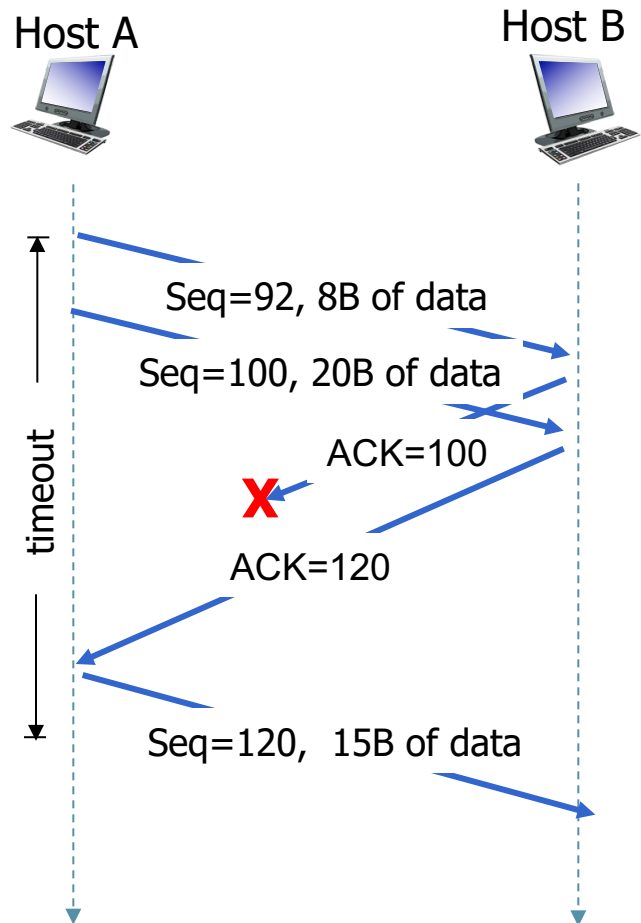 Host A
Host B
Seq=92, 8B of data
Seq=100, 20B of data
ACK=100
X
timeout
ACK=120
Seq=120,  15B of data